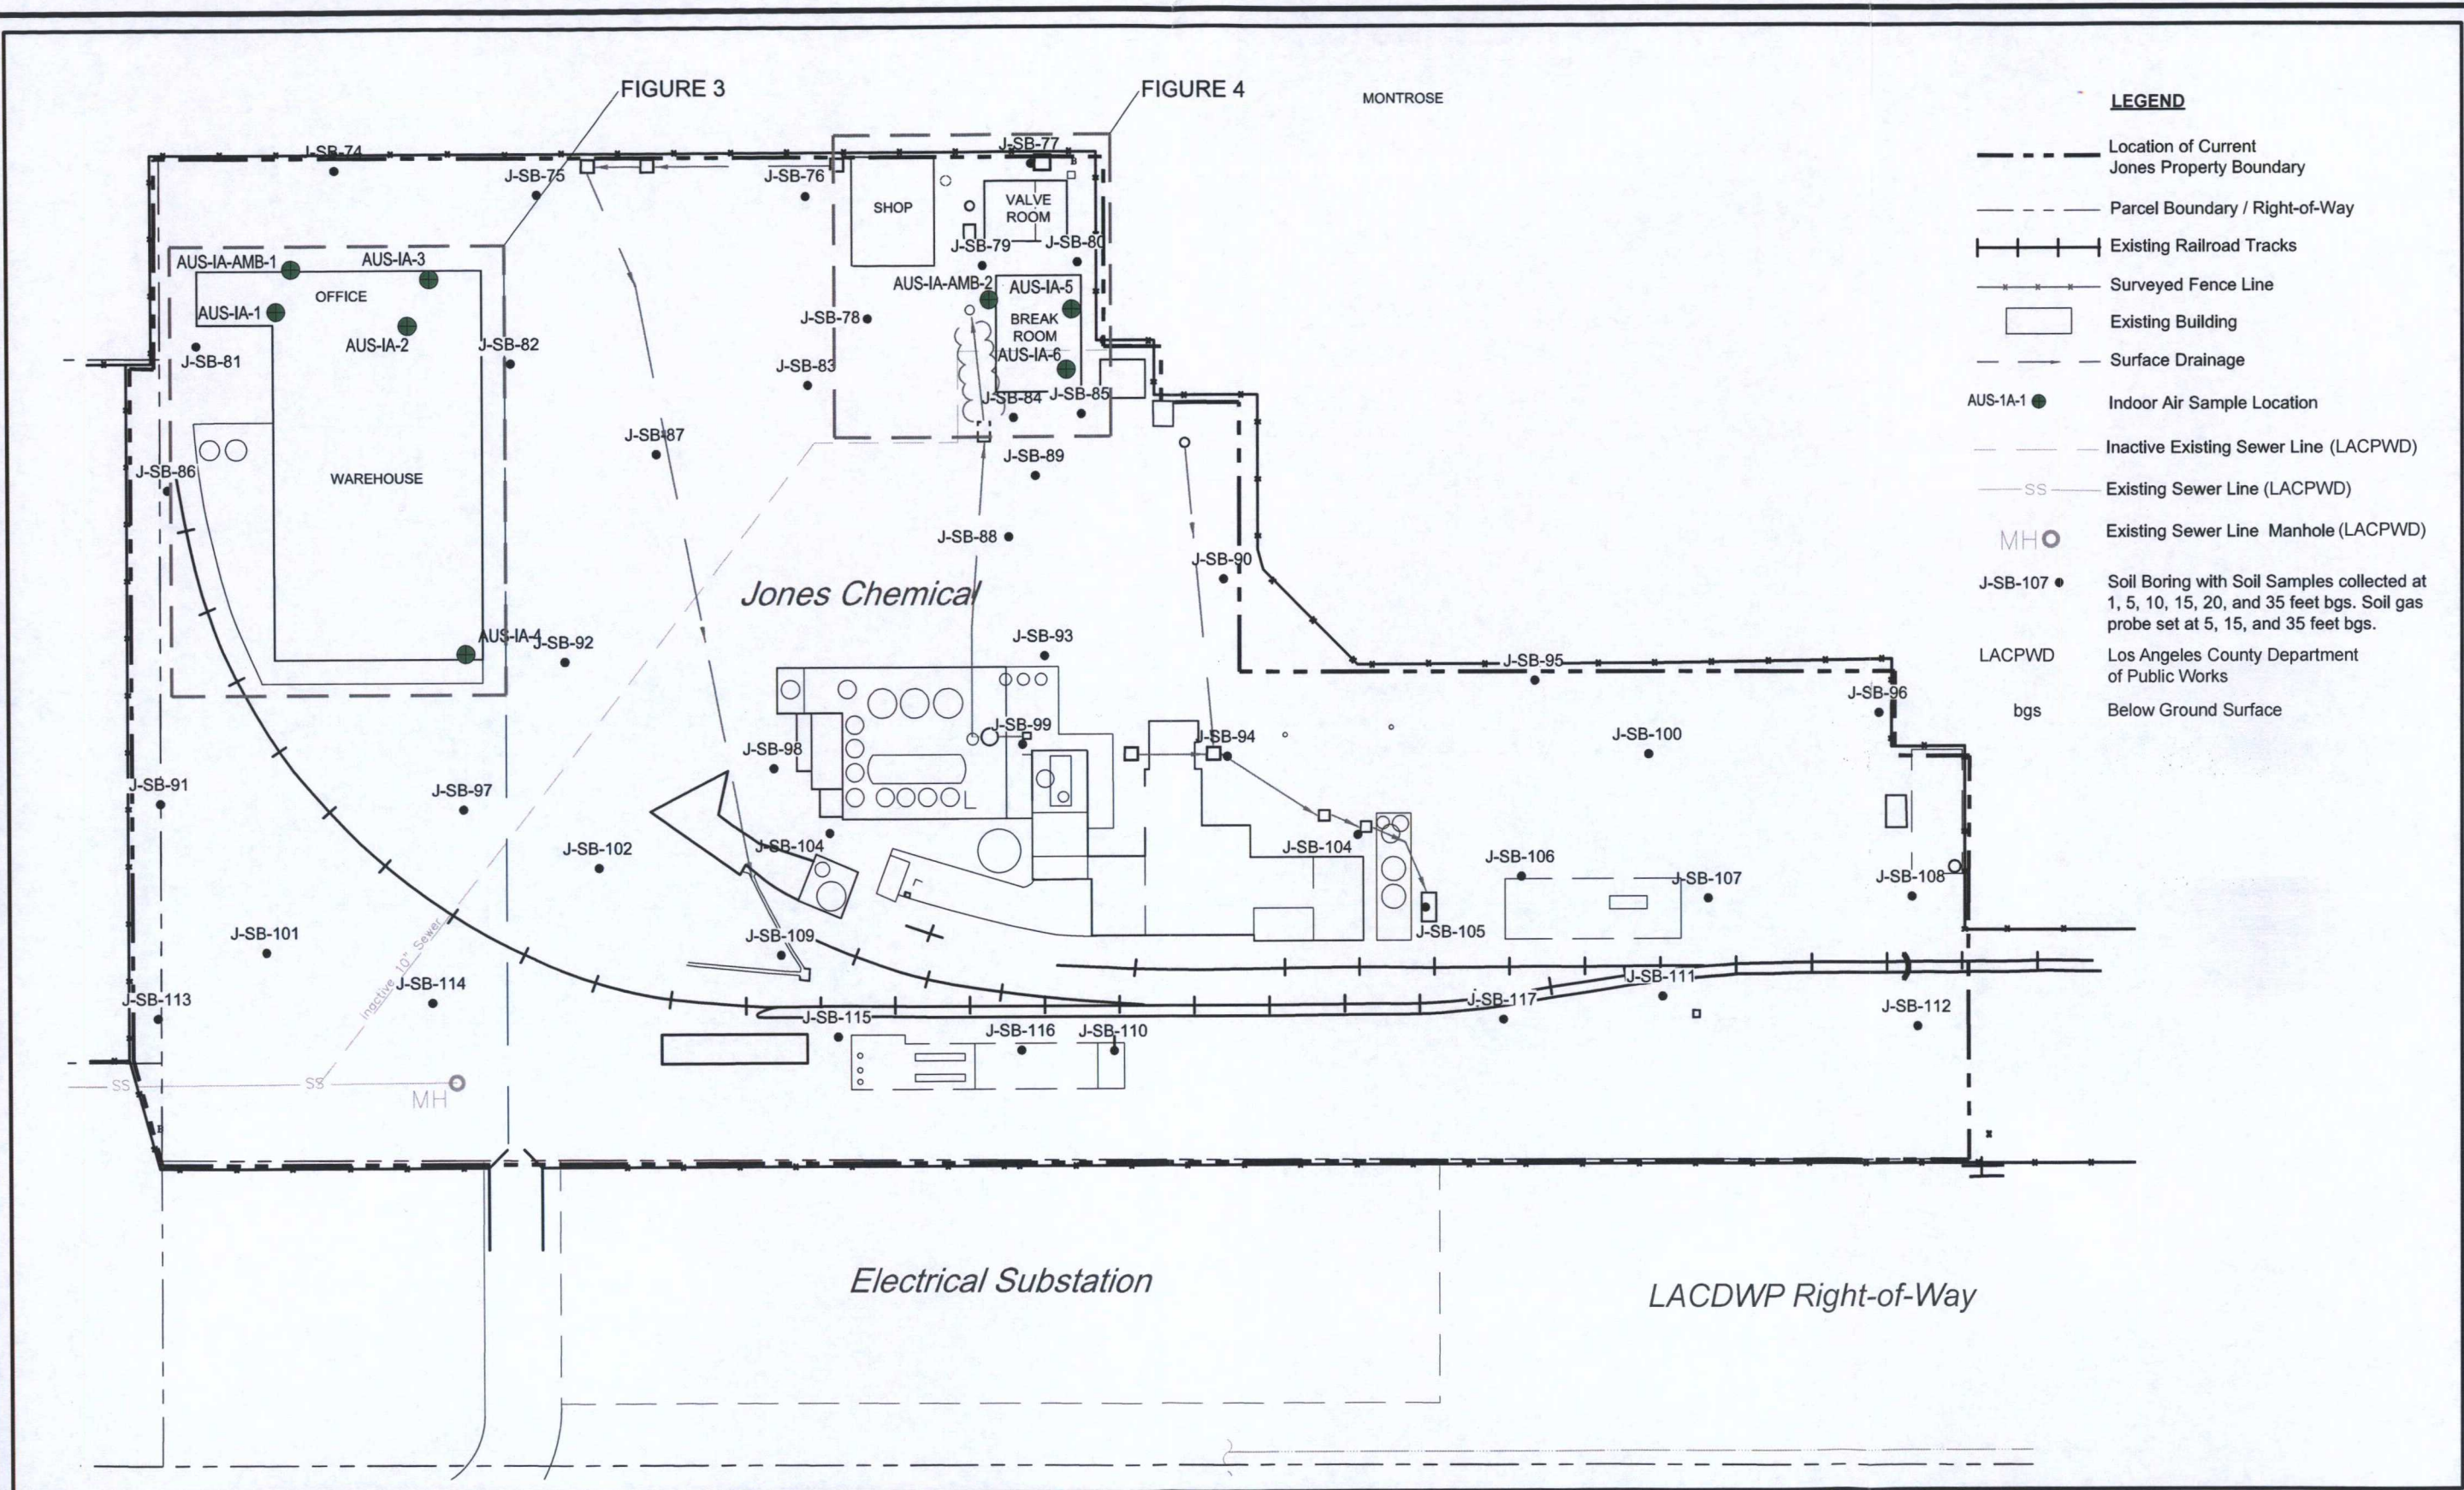 FIGURE 3
FIGURE 4
MONTROSE
J-SB-74
J-SB-75
J-SB-76
J-SB-77
SHOP
VALVE
ROOM
J-SB-79
J-SB-80
AUS-IA-AMB-1
AUS-IA-3
OFFICE
AUS-IA-1
AUS-IA-2
J-SB-81
J-SB-82
AUS-IA-AMB-2
AUS-IA-5
J-SB-78
BREAK
ROOM
AUS-IA-6
J-SB-83
J-SB-84
J-SB-85
J-SB-87
J-SB-89
J-SB-86
WAREHOUSE
J-SB-88
J-SB-90
Jones Chemical
AUS-IA-4
J-SB-92
J-SB-93
J-SB-95
J-SB-96
J-SB-99
J-SB-94
J-SB-100
J-SB-98
J-SB-91
J-SB-97
J-SB-102
J-SB-104
J-SB-104
J-SB-106
J-SB-107
J-SB-108
J-SB-101
J-SB-109
J-SB-105
Inactive 10" Sewer
J-SB-114
J-SB-113
J-SB-111
J-SB-117
J-SB-112
J-SB-115
J-SB-116
J-SB-110
SS
SS
MH
Electrical Substation
LACDWP Right-of-Way
LEGEND
Location of Current
Jones Property Boundary
Parcel Boundary / Right-of-Way
Existing Railroad Tracks
Surveyed Fence Line
Existing Building
Surface Drainage
AUS-1A-1
Indoor Air Sample Location
Inactive Existing Sewer Line (LACPWD)
SS
Existing Sewer Line (LACPWD)
MH
Existing Sewer Line Manhole (LACPWD)
J-SB-107
Soil Boring with Soil Samples collected at
1, 5, 10, 15, 20, and 35 feet bgs. Soil gas
probe set at 5, 15, and 35 feet bgs.
LACPWD
Los Angeles County Department
of Public Works
bgs
Below Ground Surface